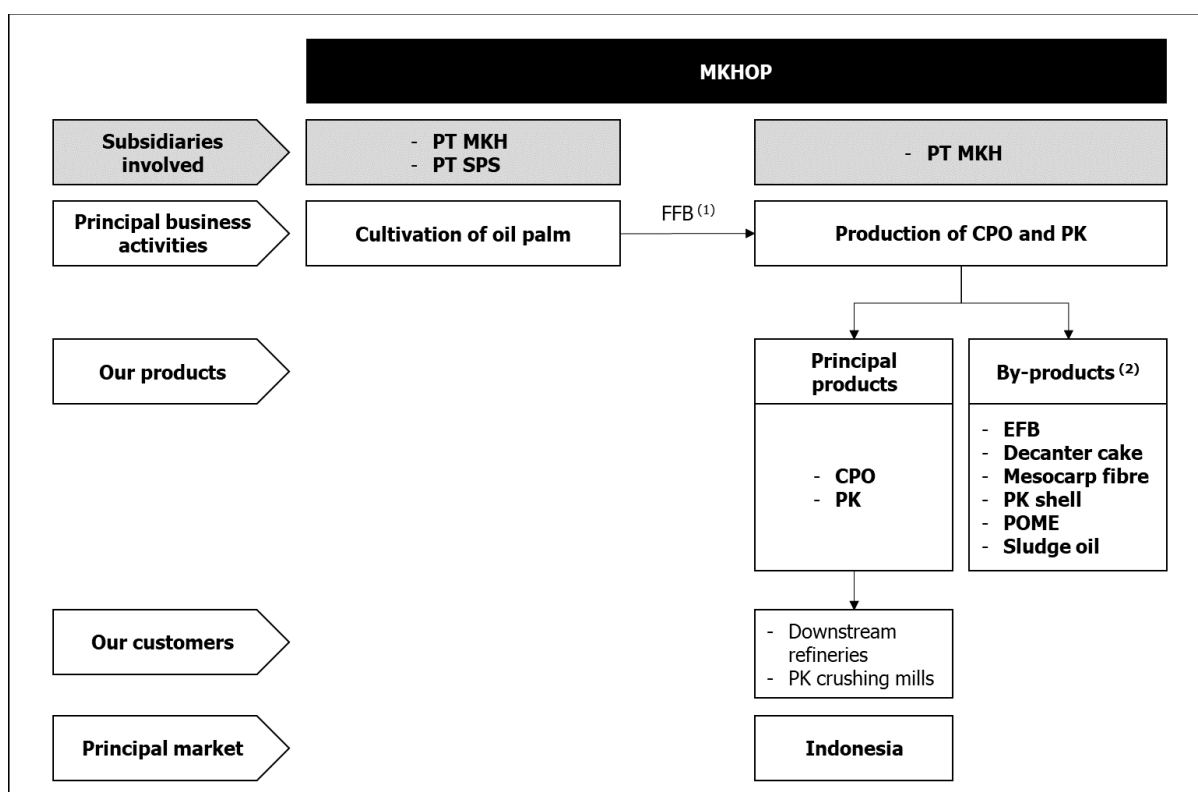 MKHOP
Subsidiaries
involved
- PT MKH
- PT SPS
- PT MKH
Principal business
activities
Cultivation of oil palm
FFB (1)
Production of CPO and PK
Our products
Principal
products
By-products (2)
- CPO
- PK
- EFB
- Decanter cake
- Mesocarp fibre
- PK shell
- POME
- Sludge oil
Our customers
- Downstream
refineries
- PK crushing mills
Principal market
Indonesia